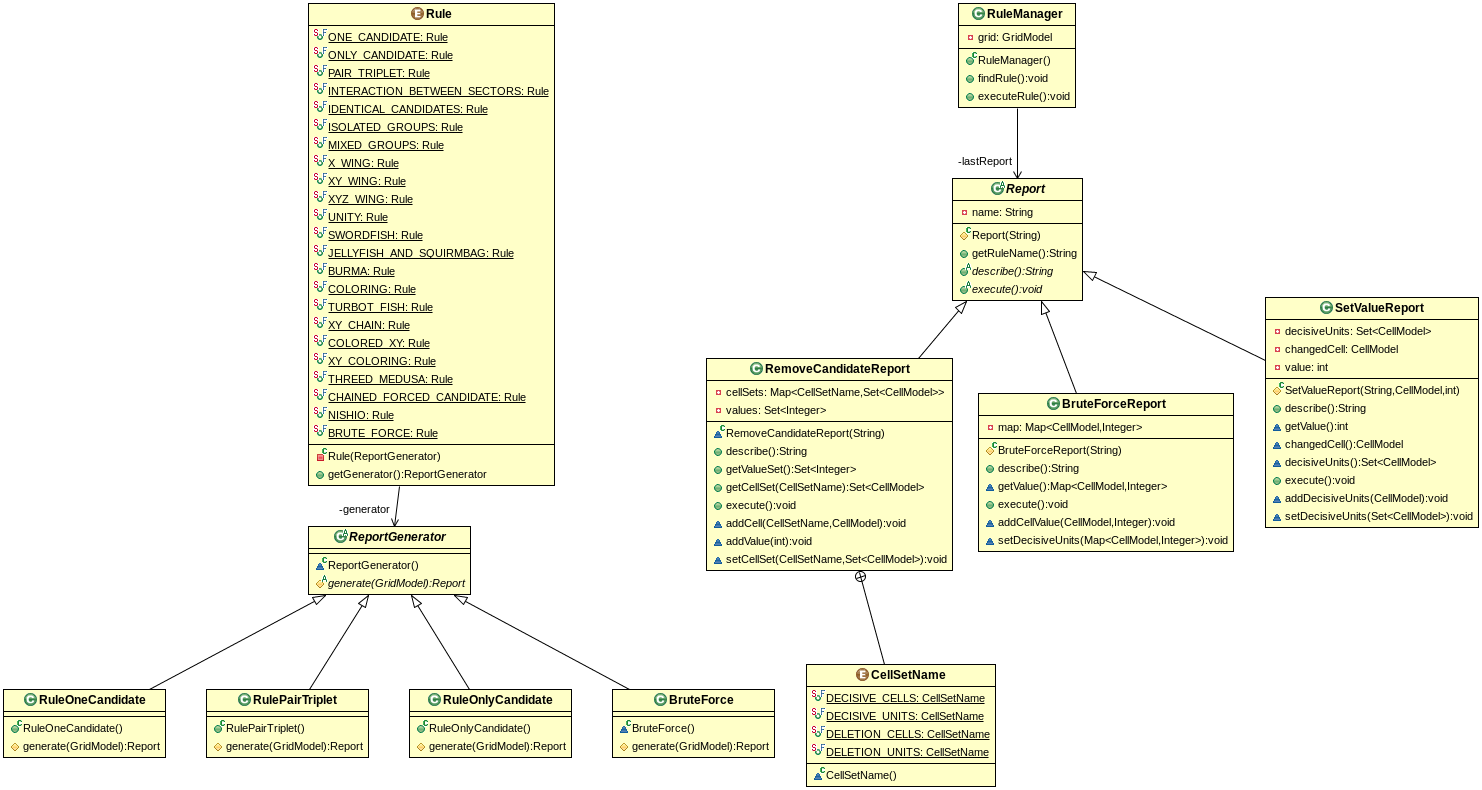 Rule
ONE_CANDIDATE: Rule
ONLY_CANDIDATE: Rule
PAIR_TRIPLET: Rule
INTERACTION_BETWEEN_SECTORS: Rule
IDENTICAL_CANDIDATES: Rule
ISOLATED_GROUPS: Rule
MIXED_GROUPS: Rule
X_WING: Rule
XY_WING: Rule
XYZ_WING: Rule
UNITY: Rule
SWORDFISH: Rule
JELLYFISH_AND_SQUIRMBAG: Rule
BURMA: Rule
COLORING: Rule
TURBOT_FISH: Rule
XY_CHAIN: Rule
COLORED_XY: Rule
XY_COLORING: Rule
THREED_MEDUSA: Rule
CHAINED_FORCED_CANDIDATE: Rule
NISHIO: Rule
BRUTE_FORCE: Rule
Rule(ReportGenerator)
getGenerator():ReportGenerator
-generator
ReportGenerator
ReportGenerator()
generate(GridModel):Report
RuleOneCandidate
RuleOneCandidate()
generate(GridModel):Report
RulePairTriplet
RulePairTriplet()
generate(GridModel):Report
RuleOnlyCandidate
RuleOnlyCandidate()
generate(GridModel):Report
BruteForce
BruteForce()
generate(GridModel):Report
RuleManager
grid: GridModel
RuleManager()
findRule():void
executeRule():void
-lastReport
Report
name: String
Report(String)
getRuleName():String
describe():String
execute():void
RemoveCandidateReport
cellSets: Map<CellSetName,Set<CellModel>>
values: Set<Integer>
RemoveCandidateReport(String)
describe():String
getValueSet():Set<Integer>
getCellSet(CellSetName):Set<CellModel>
execute():void
addCell(CellSetName,CellModel):void
addValue(int):void
setCellSet(CellSetName,Set<CellModel>):void
BruteForceReport
map: Map<CellModel,Integer>
BruteForceReport(String)
describe():String
getValue():Map<CellModel,Integer>
execute():void
addCellValue(CellModel,Integer):void
setDecisiveUnits(Map<CellModel,Integer>):void
SetValueReport
decisiveUnits: Set<CellModel>
changedCell: CellModel
value: int
SetValueReport(String,CellModel,int)
describe():String
getValue():int
changedCell():CellModel
decisiveUnits():Set<CellModel>
execute():void
addDecisiveUnits(CellModel):void
setDecisiveUnits(Set<CellModel>):void
CellSetName
DECISIVE_CELLS: CellSetName
DECISIVE_UNITS: CellSetName
DELETION_CELLS: CellSetName
DELETION_UNITS: CellSetName
CellSetName()